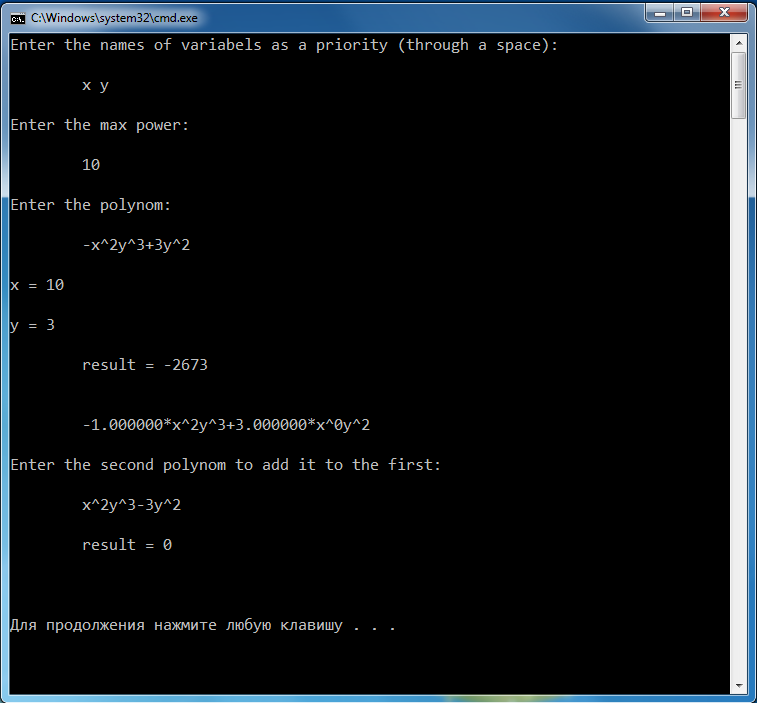 C:\Windows\system32\cmd.exe
Enter the names of variabels as a priority (through a space):
x y
Enter the max power:
10
Enter the polynom:
-x^2y^3+3y^2
x = 10
y = 3
result = -2673
-1.000000*x^2y^3+3.000000*x^0y^2
Enter the second polynom to add it to the first:
x^2y^3-3y^2
result = 0
Для продолжения нажмите любую клавишу . . .